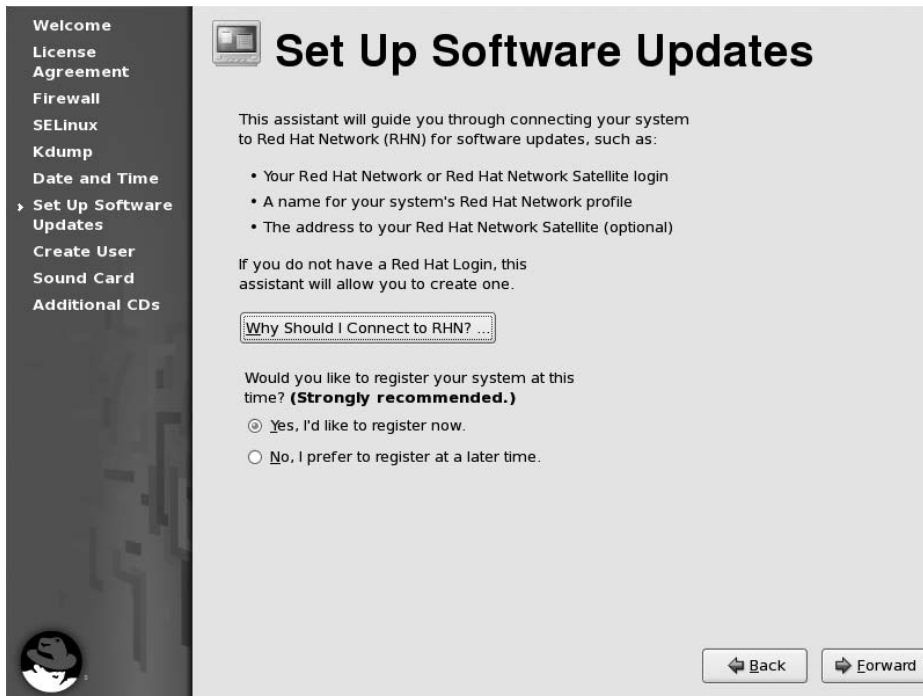 Welcome
License
Agreement
Firewall
SELinux
Kdump
Date and Time
Set Up Software
Updates
Create User
Sound Card
Additional CDs
Set Up Software Updates
This assistant will guide you through connecting your system
to Red Hat Network (RHN) for software updates, such as:
• Your Red Hat Network or Red Hat Network Satellite login
• A name for your system's Red Hat Network profile
• The address to your Red Hat Network Satellite (optional)
If you do not have a Red Hat Login, this
assistant will allow you to create one.
Why Should I Connect to RHN? ...
Would you like to register your system at this
time? (Strongly recommended.)
Yes, I'd like to register now.
No, I prefer to register at a later time.
Back
Forward